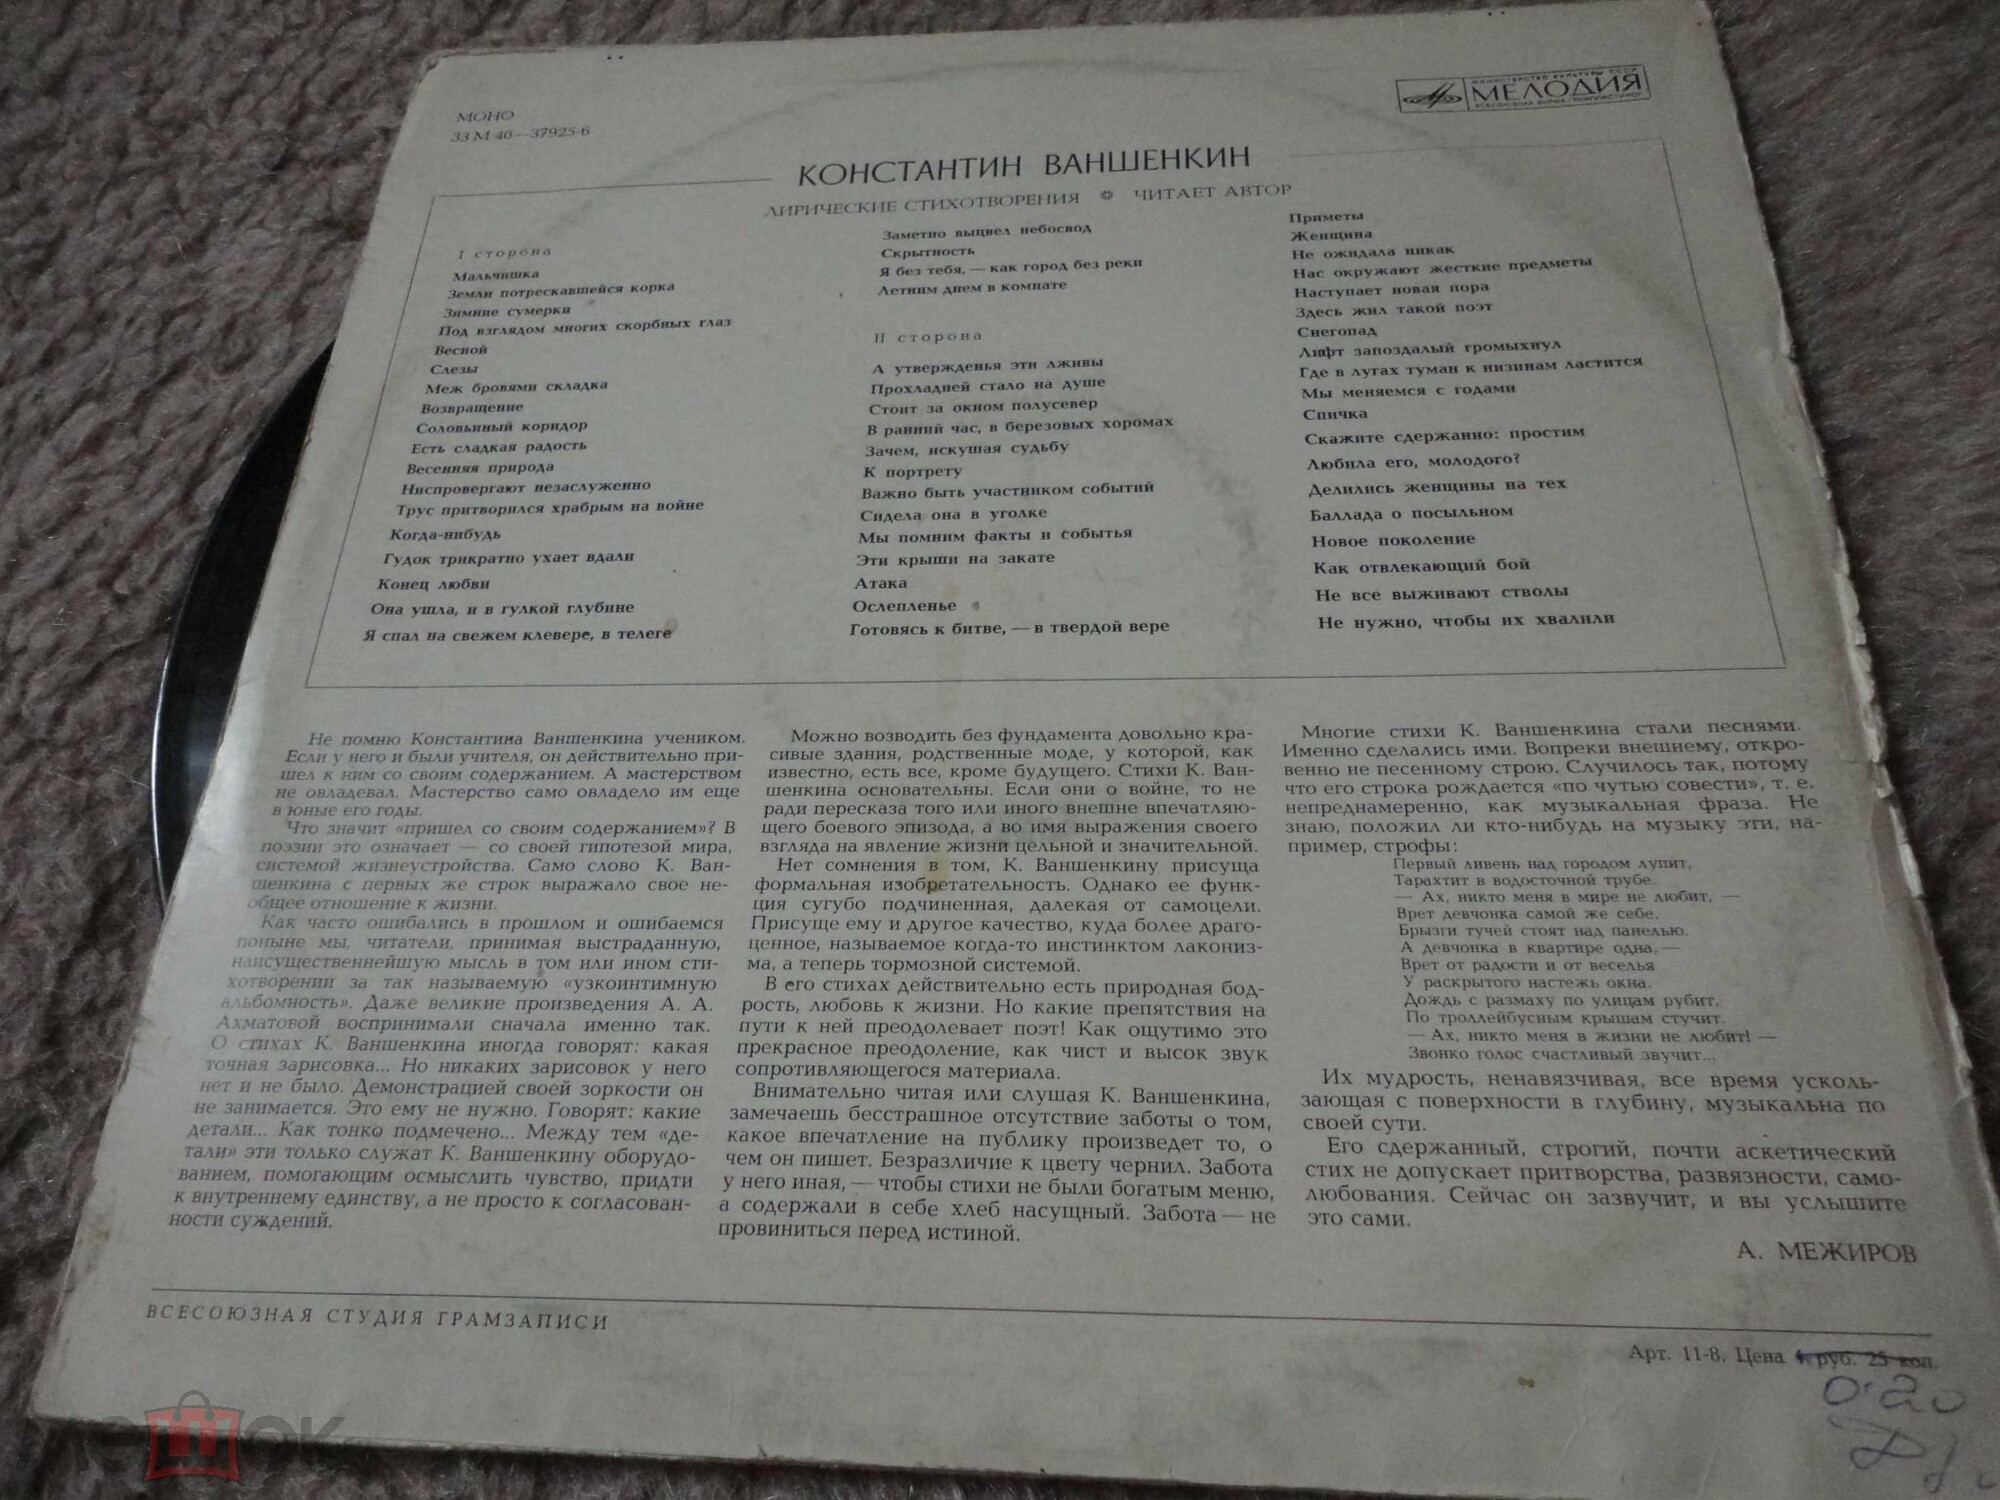 МОНО
33 М 40—37925-6
МИНИСТЕРСТВО КУЛЬТУРЫ СССР
МЕЛОДИЯ
ВСЕСОЮЗНАЯ ФИРМА ГРАМПЛАСТИНОК
КОНСТАНТИН ВАНШЕНКИН
ЛИРИЧЕСКИЕ СТИХОТВОРЕНИЯ ЧИТАЕТ АВТОР
I сторона
Мальчишка
Земли потрескавшейся корка
Зимние сумерки
Под взглядом многих скорбных глаз
Весной
Слезы
Меж бровями складка
Возвращение
Соловьиный коридор
Есть сладкая радость
Весенняя природа
Ниспровергают незаслуженно
Трус притворился храбрым на войне
Когда-нибудь
Гудок трикратно ухает вдали
Конец любви
Она ушла, и в гулкой глубине
Я спал на свежем клевере, в телеге
Заметно выцвел небосвод
Скрытность
Я без тебя, — как город без реки
Летним днем в комнате
II сторона
А утвержденья эти лживы
Прохладней стало на душе
Стоит за окном полусевер
В ранний час, в березовых хоромах
Зачем, искушая судьбу
К портрету
Важно быть участником событий
Сидела она в уголке
Мы помним факты и событья
Эти крыши на закате
Атака
Ослепленье
Готовясь к битве, — в твердой вере
Приметы
Женщина
Не ожидала никак
Нас окружают жесткие предметы
Наступает новая пора
Здесь жил такой поэт
Снегопад
Лифт запоздалый громыхнул
Где в лугах туман к низинам ластится
Мы меняемся с годами
Спичка
Скажите сдержанно: простим
Любила его, молодого?
Делились женщины на тех
Баллада о посыльном
Новое поколение
Как отвлекающий бой
Не все выживают стволы
Не нужно, чтобы их хвалили
Не помню Константина Ваншенкина учеником.
Если у него и были учителя, он действительно при-
шел к ним со своим содержанием. А мастерством
не овладевал. Мастерство само овладело им еще
в юные его годы.
Что значит «пришел со своим содержанием»? В
поэзии это означает — со своей гипотезой мира,
системой жизнеустройства. Само слово К. Ван-
шенкина с первых же строк выражало свое не-
общее отношение к жизни.
Как часто ошибались в прошлом и ошибаемся
поныне мы, читатели, принимая выстраданную,
наисущественнейшую мысль в том или ином сти-
хотворении за так называемую «узкоинтимную
альбомность». Даже великие произведения А. А.
Ахматовой воспринимали сначала именно так.
О стихах К. Ваншенкина иногда говорят: какая
точная зарисовка... Но никаких зарисовок у него
нет и не было. Демонстрацией своей зоркости он
не занимается. Это ему не нужно. Говорят: какие
детали... Как тонко подмечено... Между тем «де-
тали» эти только служат К. Ваншенкину оборудо-
ванием, помогающим осмыслить чувство, придти
к внутреннему единству, а не просто к согласован-
ности суждений.
Можно возводить без фундамента довольно кра-
сивые здания, родственные моде, у которой, как
известно, есть все, кроме будущего. Стихи К. Ван-
шенкина основательны. Если они о войне, то не
ради пересказа того или иного внешне впечатляю-
щего боевого эпизода, а во имя выражения своего
взгляда на явление жизни цельной и значительной.
Нет сомнения в том, К. Ваншенкину присуща
формальная изобретательность. Однако ее функ-
ция сугубо подчиненная, далекая от самоцели.
Присуще ему и другое качество, куда более драго-
ценное, называемое когда-то инстинктом лакониз-
ма, а теперь тормозной системой.
В его стихах действительно есть природная бод-
рость, любовь к жизни. Но какие препятствия на
пути к ней преодолевает поэт! Как ощутимо это
прекрасное преодоление, как чист и высок звук
сопротивляющегося материала.
Внимательно читая или слушая К. Ваншенкина,
замечаешь бесстрашное отсутствие заботы о том,
какое впечатление на публику произведет то, о
чем он пишет. Безразличие к цвету чернил. Забота
у него иная, — чтобы стихи не были богатым меню,
а содержали в себе хлеб насущный. Забота — не
провиниться перед истиной.
Многие стихи К. Ваншенкина стали песнями.
Именно сделались ими. Вопреки внешнему, откро-
венно не песенному строю. Случилось так, потому
что его строка рождается «по чутью совести», т. е.
непреднамеренно, как музыкальная фраза. Не
знаю, положил ли кто-нибудь на музыку эти, на-
пример, строфы:
Первый ливень над городом лупит,
Тарахтит в водосточной трубе.
— Ах, никто меня в мире не любит, —
Врет девчонка самой же себе.
Брызги тучей стоят над панелью.
А девчонка в квартире одна, —
Врет от радости и от веселья
У раскрытого настежь окна.
Дождь с размаху по улицам рубит,
По троллейбусным крышам стучит.
— Ах, никто меня в жизни не любит! —
Звонко голос счастливый звучит...
Их мудрость, ненавязчивая, все время усколь-
зающая с поверхности в глубину, музыкальна по
своей сути.
Его сдержанный, строгий, почти аскетический
стих не допускает притворства, развязности, само-
любования. Сейчас он зазвучит, и вы услышите
это сами.
А. МЕЖИРОВ
ВСЕСОЮЗНАЯ СТУДИЯ ГРАМЗАПИСИ
Арт. 11-8. Цена 1 руб. 25 коп.
0-20